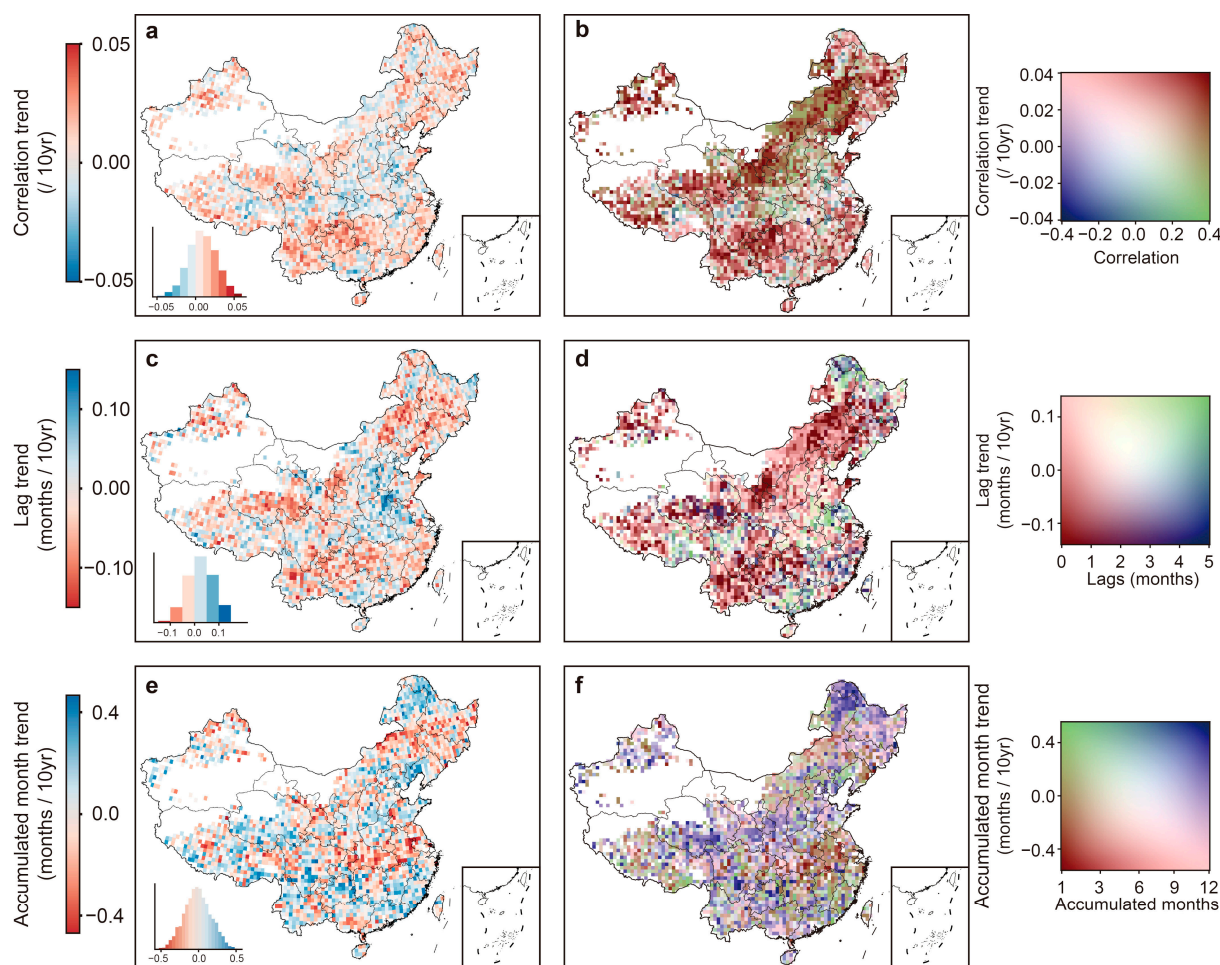 a
0.05
0.00
−0.05
Correlation trend
(/ 10yr)
−0.05 0.00 0.05
b
Correlation trend
(/ 10yr)
0.04
0.02
0.00
−0.02
−0.04
−0.4 −0.2 0.0 0.2 0.4
Correlation
c
0.10
0.00
−0.10
Lag trend
(months / 10yr)
−0.1 0.0 0.1
d
Lag trend
(months / 10yr)
0.1
0.0
−0.1
0 1 2 3 4 5
Lags (months)
e
0.4
0.0
−0.4
Accumulated month trend
(months / 10yr)
−0.5 0.0 0.5
f
Accumulated month trend
(months / 10yr)
0.4
0.0
−0.4
1 3 6 9 12
Accumulated months